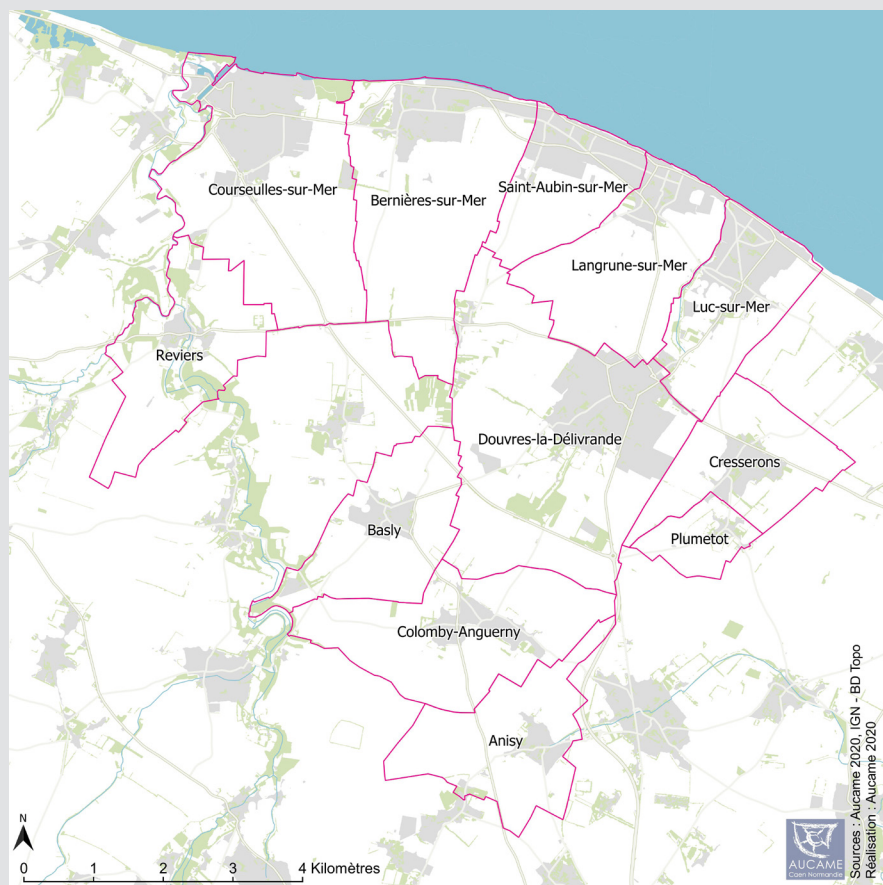 Courseulles-sur-Mer
Bernières-sur-Mer
Saint-Aubin-sur-Mer
Langrune-sur-Mer
Luc-sur-Mer
Reviers
Douvres-la-Délivrande
Cresserons
Basly
Plumetot
Colomby-Anguerny
Anisy
N
0 1 2 3 4 Kilomètres
AUCAME
Caen Normandie
Sources : Aucame 2020, IGN - BD Topo
Réalisation : Aucame 2020